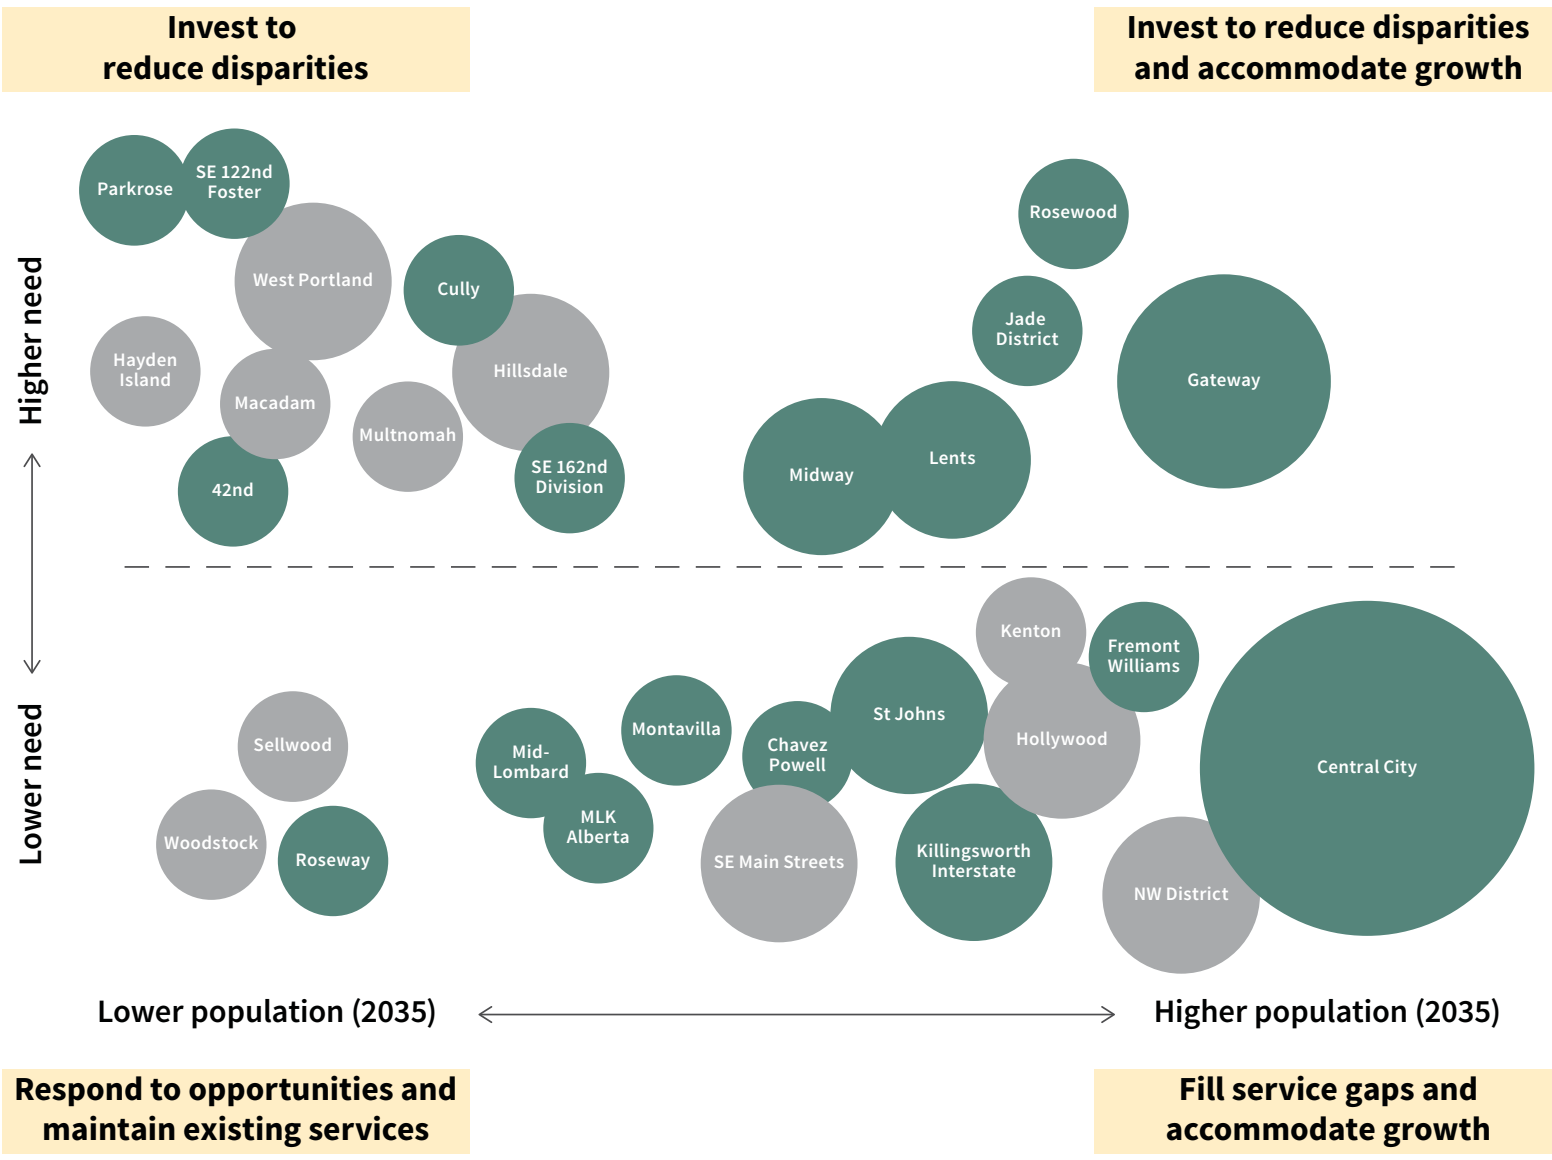 Invest to
reduce disparities
Invest to reduce disparities
and accommodate growth
Parkrose
SE 122nd
Foster
West Portland
Cully
Hayden
Island
Macadam
Hillsdale
Multnomah
42nd
SE 162nd
Division
Rosewood
Jade
District
Gateway
Lents
Midway
Higher need
Lower need
Kenton
Fremont
Williams
St Johns
Hollywood
Montavilla
Chavez
Powell
Sellwood
Mid-
Lombard
MLK
Alberta
Central City
Woodstock
Roseway
SE Main Streets
Killingsworth
Interstate
NW District
Lower population (2035)
Higher population (2035)
Respond to opportunities and
maintain existing services
Fill service gaps and
accommodate growth